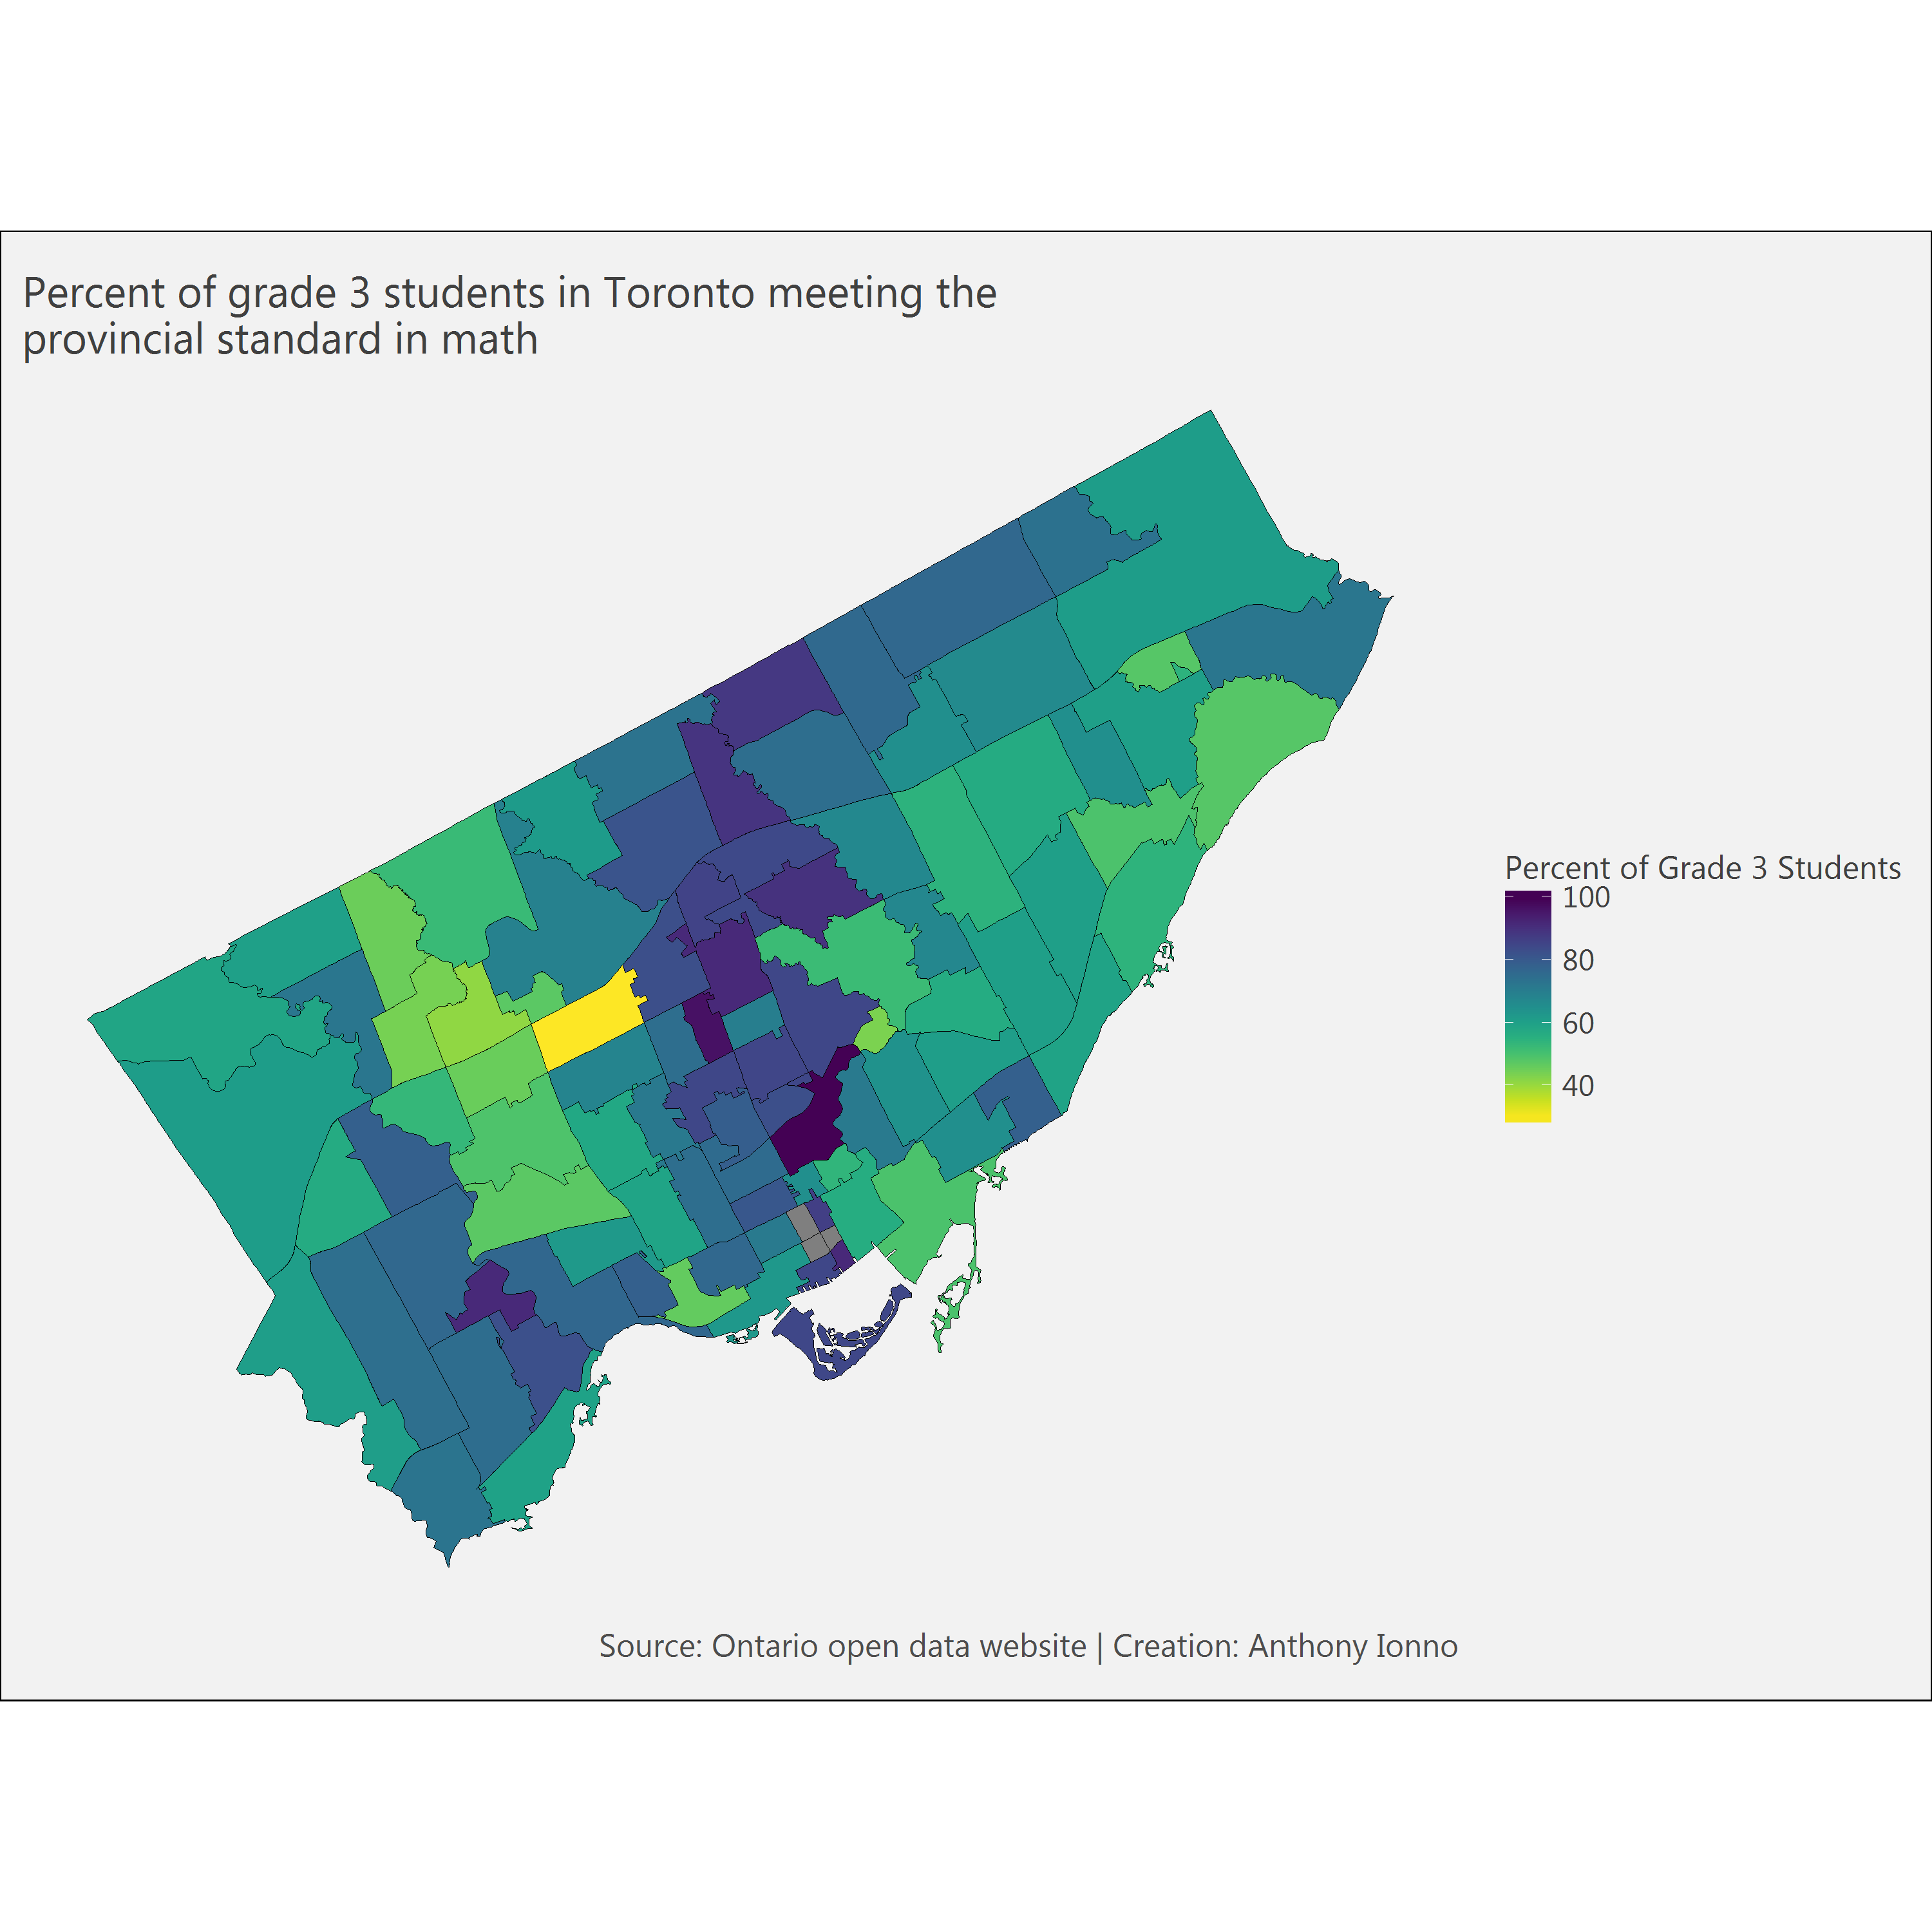 Percent of grade 3 students in Toronto meeting the
provincial standard in math
Percent of Grade 3 Students
100
80
60
40
Source: Ontario open data website | Creation: Anthony Ionno